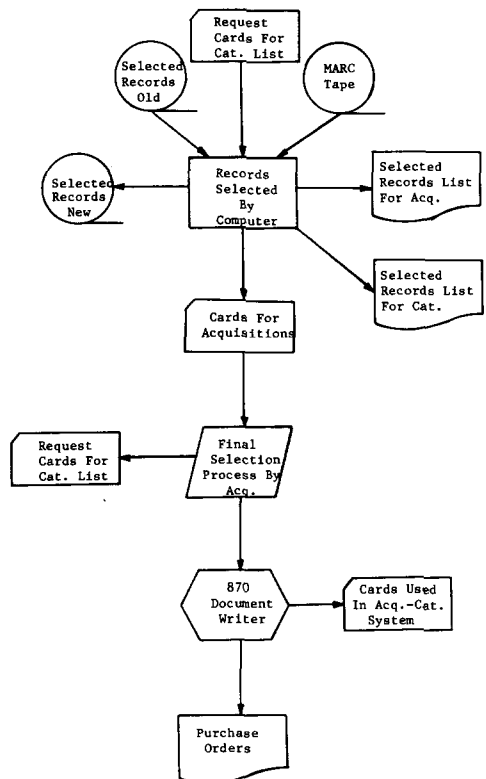 Request
Cards For
Cat. List
Selected
Records
Old
MARC
Tape
Selected
Records
New
Records
Selected
By
Computer
Selected
Records List
For Acq.
Selected
Records List
For Cat.
Cards For
Acquisitions
Request
Cards For
Cat. List
Final
Selection
Process By
Acq.
870
Document
Writer
Cards Used
In Acq.-Cat.
System
Purchase
Orders